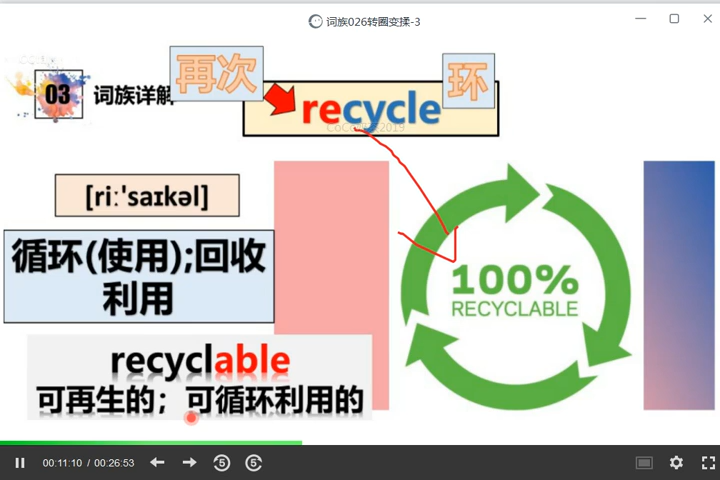 词族026转圈变揉-3
03
词族详解
再次
环
recycle
[riːˈsaɪkəl]
循环(使用);回收
利用
recyclable
可再生的；可循环利用的
100%
RECYCLABLE
00:11:10 / 00:26:53
5
5